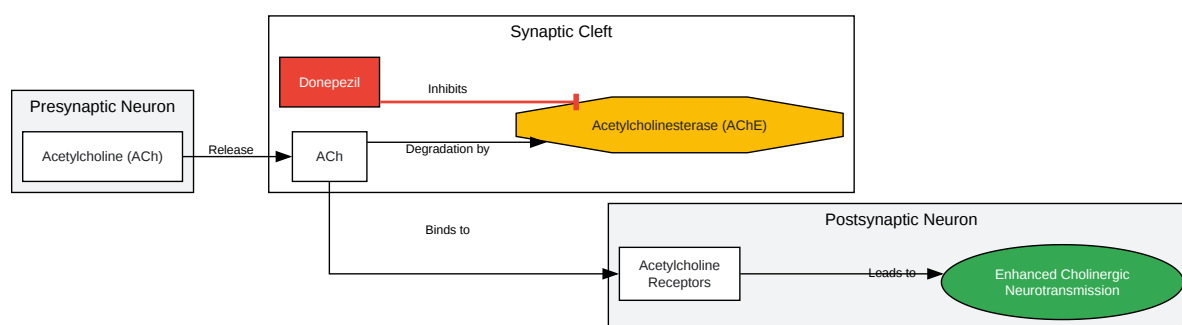 Synaptic Cleft
Donepezil
Inhibits
Presynaptic Neuron
Acetylcholinesterase (AChE)
Acetylcholine (ACh)
Release
ACh
Degradation by
Postsynaptic Neuron
Binds to
Acetylcholine
Receptors
Leads to
Enhanced Cholinergic
Neurotransmission